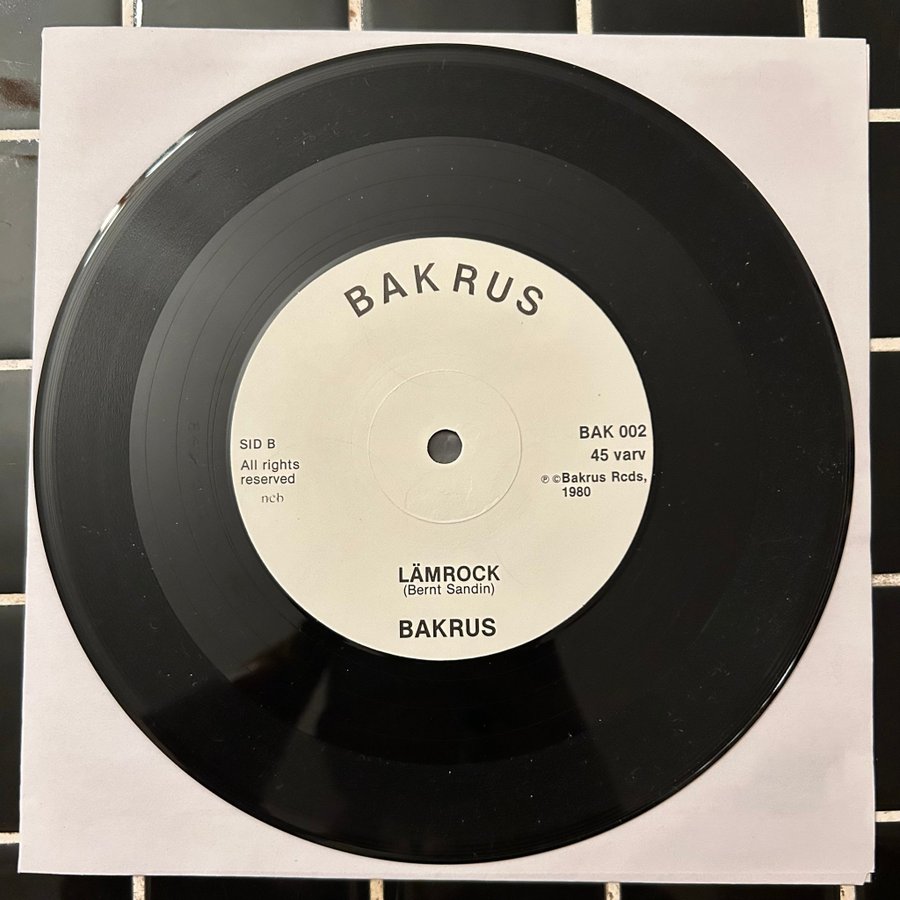 BAKRUS
SID B
All rights
reserved
ncb
BAK 002
45 varv
℗ ©Bakrus Rcds,
1980
LÄMROCK
(Bernt Sandin)
BAKRUS